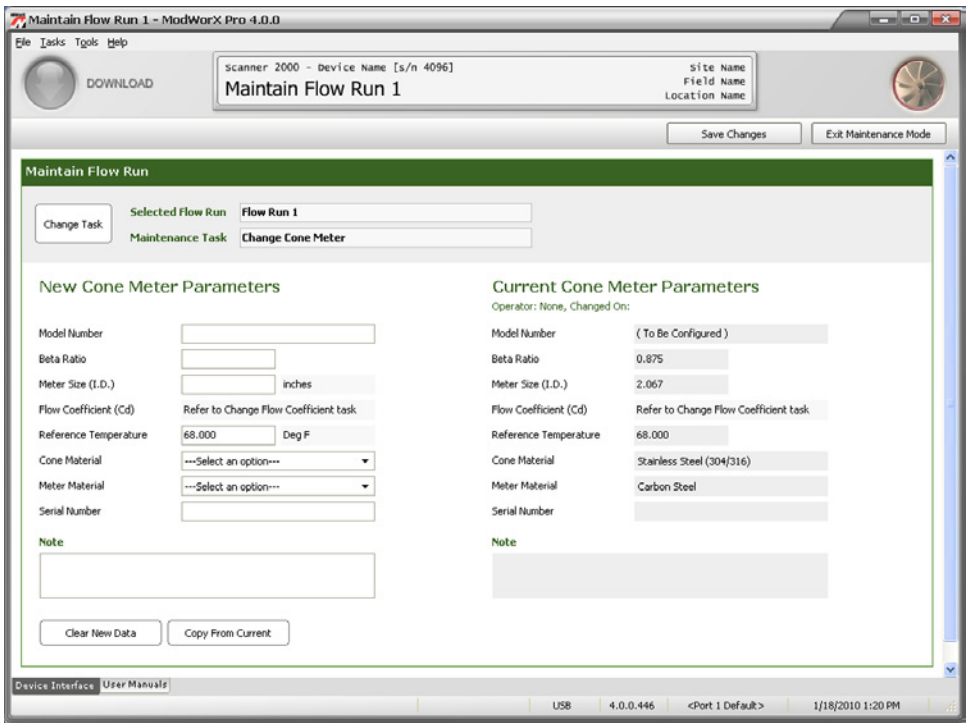 Maintain Flow Run 1 - ModWorX Pro 4.0.0
File Tasks Tools Help
DOWNLOAD
Scanner 2000 - Device Name [s/n 4096]
Maintain Flow Run 1
Site Name
Field Name
Location Name
Save Changes
Exit Maintenance Mode
Maintain Flow Run
Change Task
Selected Flow Run Flow Run 1
Maintenance Task Change Cone Meter
New Cone Meter Parameters
Model Number
Beta Ratio
Meter Size (I.D.) inches
Flow Coefficient (Cd) Refer to Change Flow Coefficient task
Reference Temperature 68.000 Deg F
Cone Material ---Select an option---
Meter Material ---Select an option---
Serial Number
Note
Clear New Data Copy From Current
Current Cone Meter Parameters
Operator: None, Changed On:
Model Number ( To Be Configured )
Beta Ratio 0.875
Meter Size (I.D.) 2.067
Flow Coefficient (Cd) Refer to Change Flow Coefficient task
Reference Temperature 68.000
Cone Material Stainless Steel (304/316)
Meter Material Carbon Steel
Serial Number
Note
Device Interface User Manuals
USB 4.0.0.446 <Port 1 Default> 1/18/2010 1:20 PM